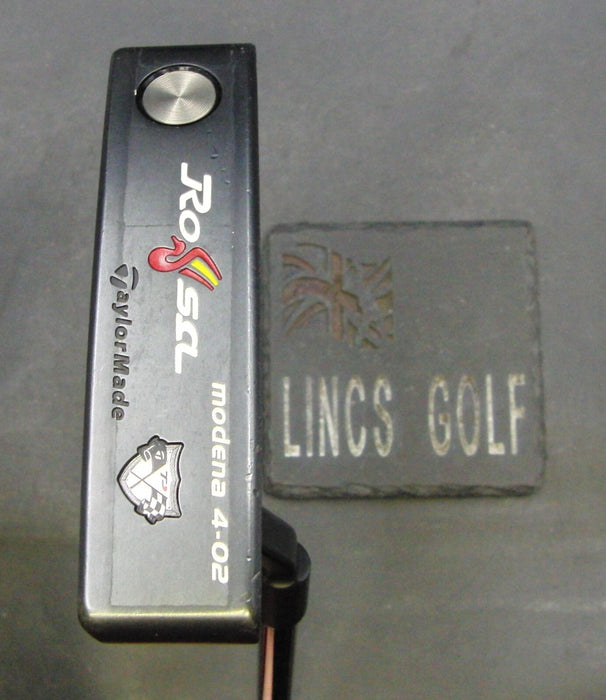 Rossa
TaylorMade
modena 4-02
LINCS GOLF